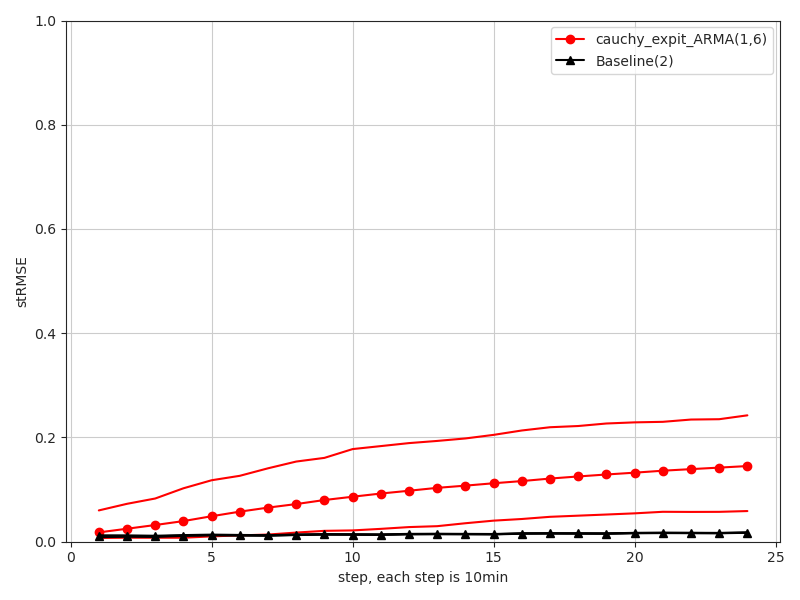 1.0
0.8
0.6
0.4
0.2
0.0
stRMSE
cauchy_expit_ARMA(1,6)
Baseline(2)
0 5 10 15 20 25
step, each step is 10min